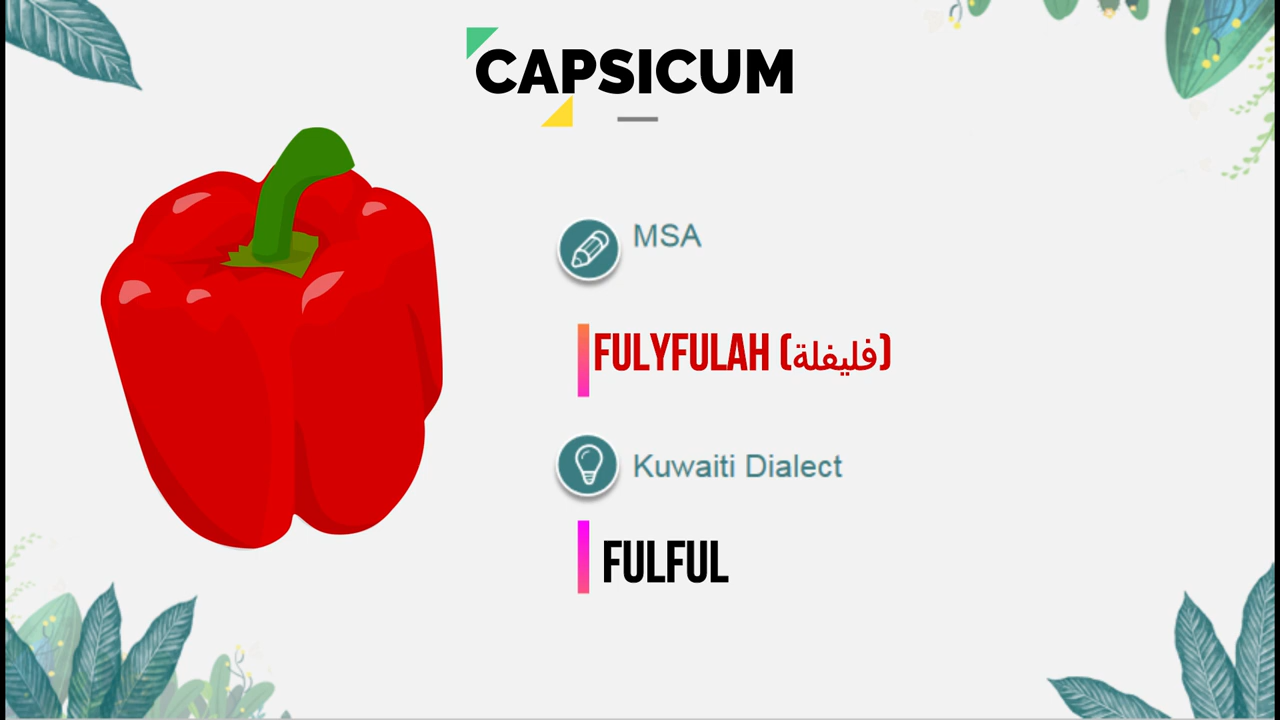 CAPSICUM
MSA
FULYFULAH (فليفلة)
Kuwaiti Dialect
FULFUL